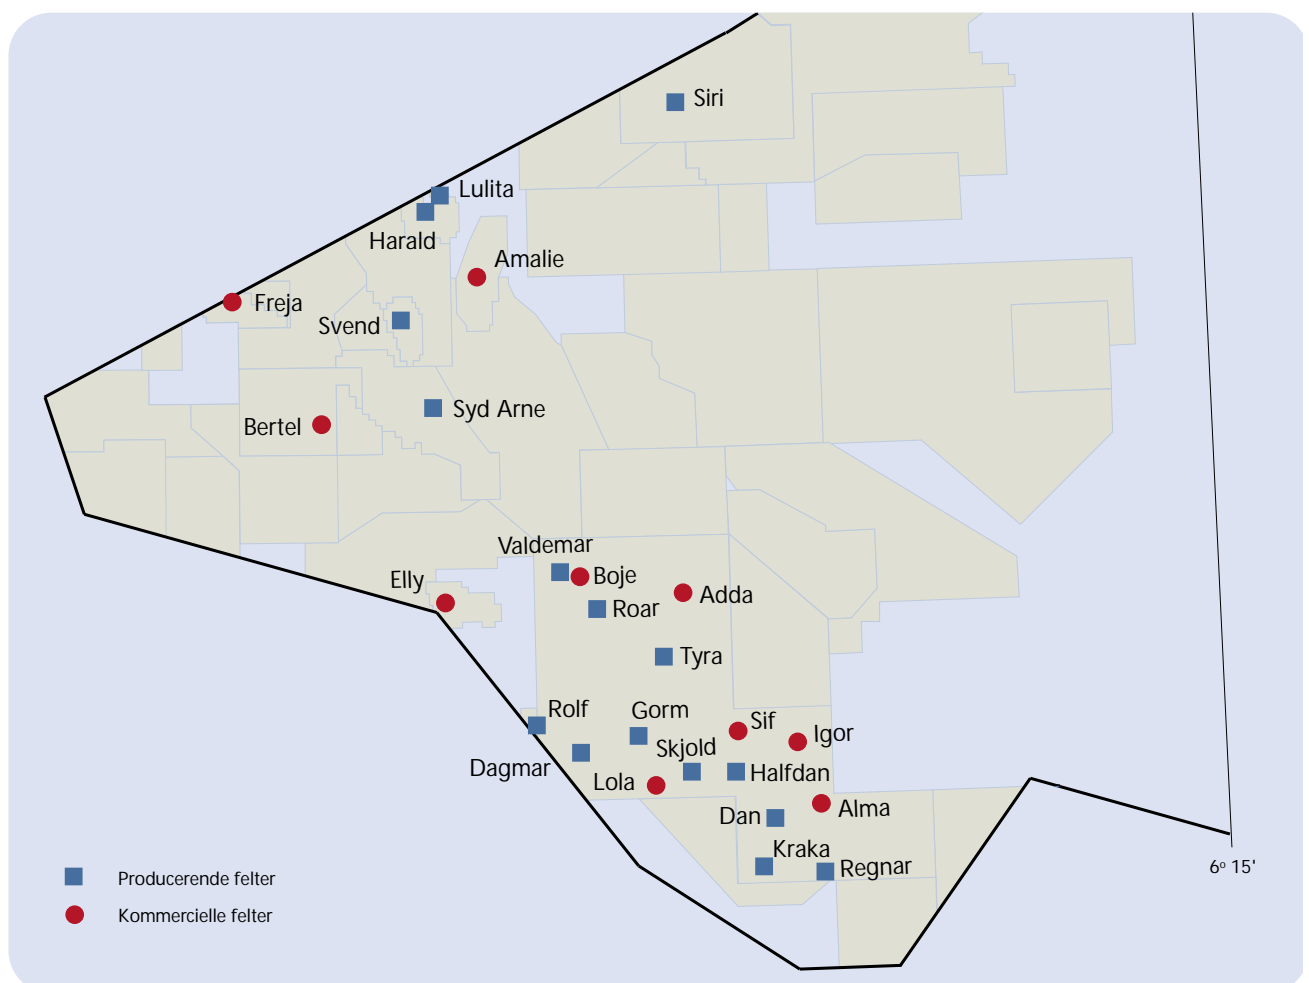 Siri
Lulita
Harald
Amalie
Freja
Svend
Syd Arne
Bertel
Valdemar
Boje
Elly
Adda
Roar
Tyra
Rolf
Gorm
Sif
Igor
Skjold
Dagmar
Lola
Halfdan
Alma
Dan
Kraka
Regnar
6º 15'
Producerende felter
Kommercielle felter